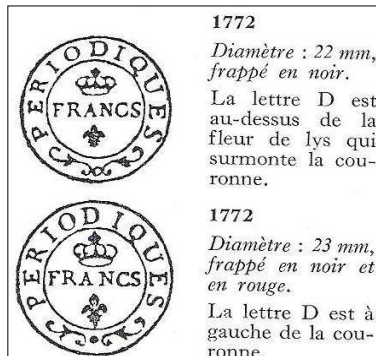 PERIODIQUES
FRANCS
1772
Diamètre : 22 mm,
frappé en noir.
La lettre D est
au-dessus de la
fleur de lys qui
surmonte la cou-
ronne.
PERIODIQUES
FRANCS
1772
Diamètre : 23 mm,
frappé en noir et
en rouge.
La lettre D est à
gauche de la cou-
ronne.